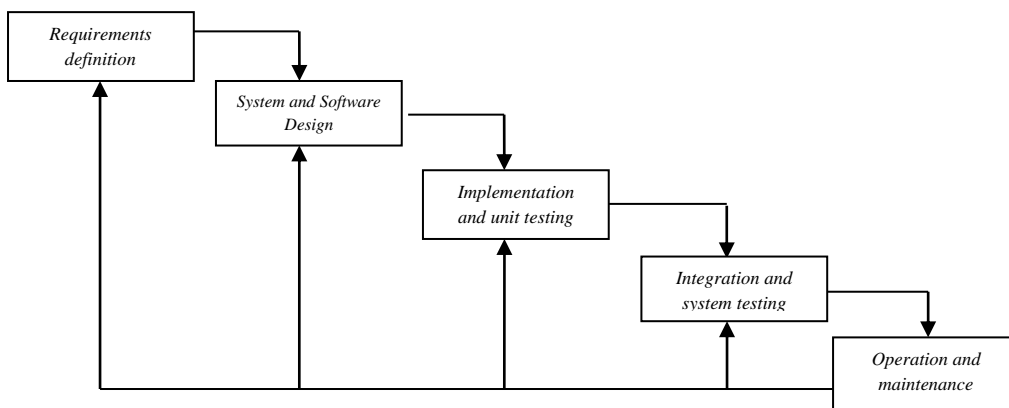 Requirements
definition
System and Software
Design
Implementation
and unit testing
Integration and
system testing
Operation and
maintenance